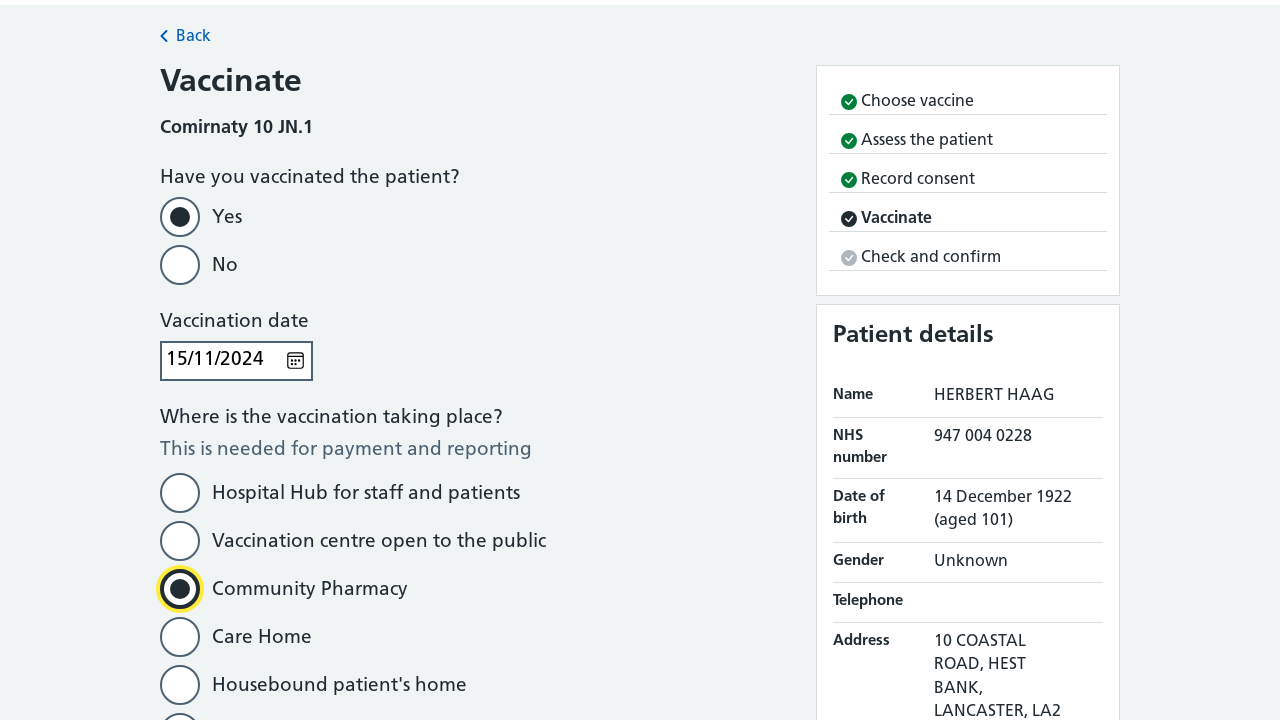 Back
Vaccinate
Comirnaty 10 JN.1
Have you vaccinated the patient?
Yes
No
Vaccination date
15/11/2024
Where is the vaccination taking place?
This is needed for payment and reporting
Hospital Hub for staff and patients
Vaccination centre open to the public
Community Pharmacy
Care Home
Housebound patient's home
Choose vaccine
Assess the patient
Record consent
Vaccinate
Check and confirm
Patient details
Name HERBERT HAAG
NHS number 947 004 0228
Date of birth 14 December 1922
(aged 101)
Gender Unknown
Telephone
Address 10 COASTAL
ROAD, HEST
BANK,
LANCASTER, LA2